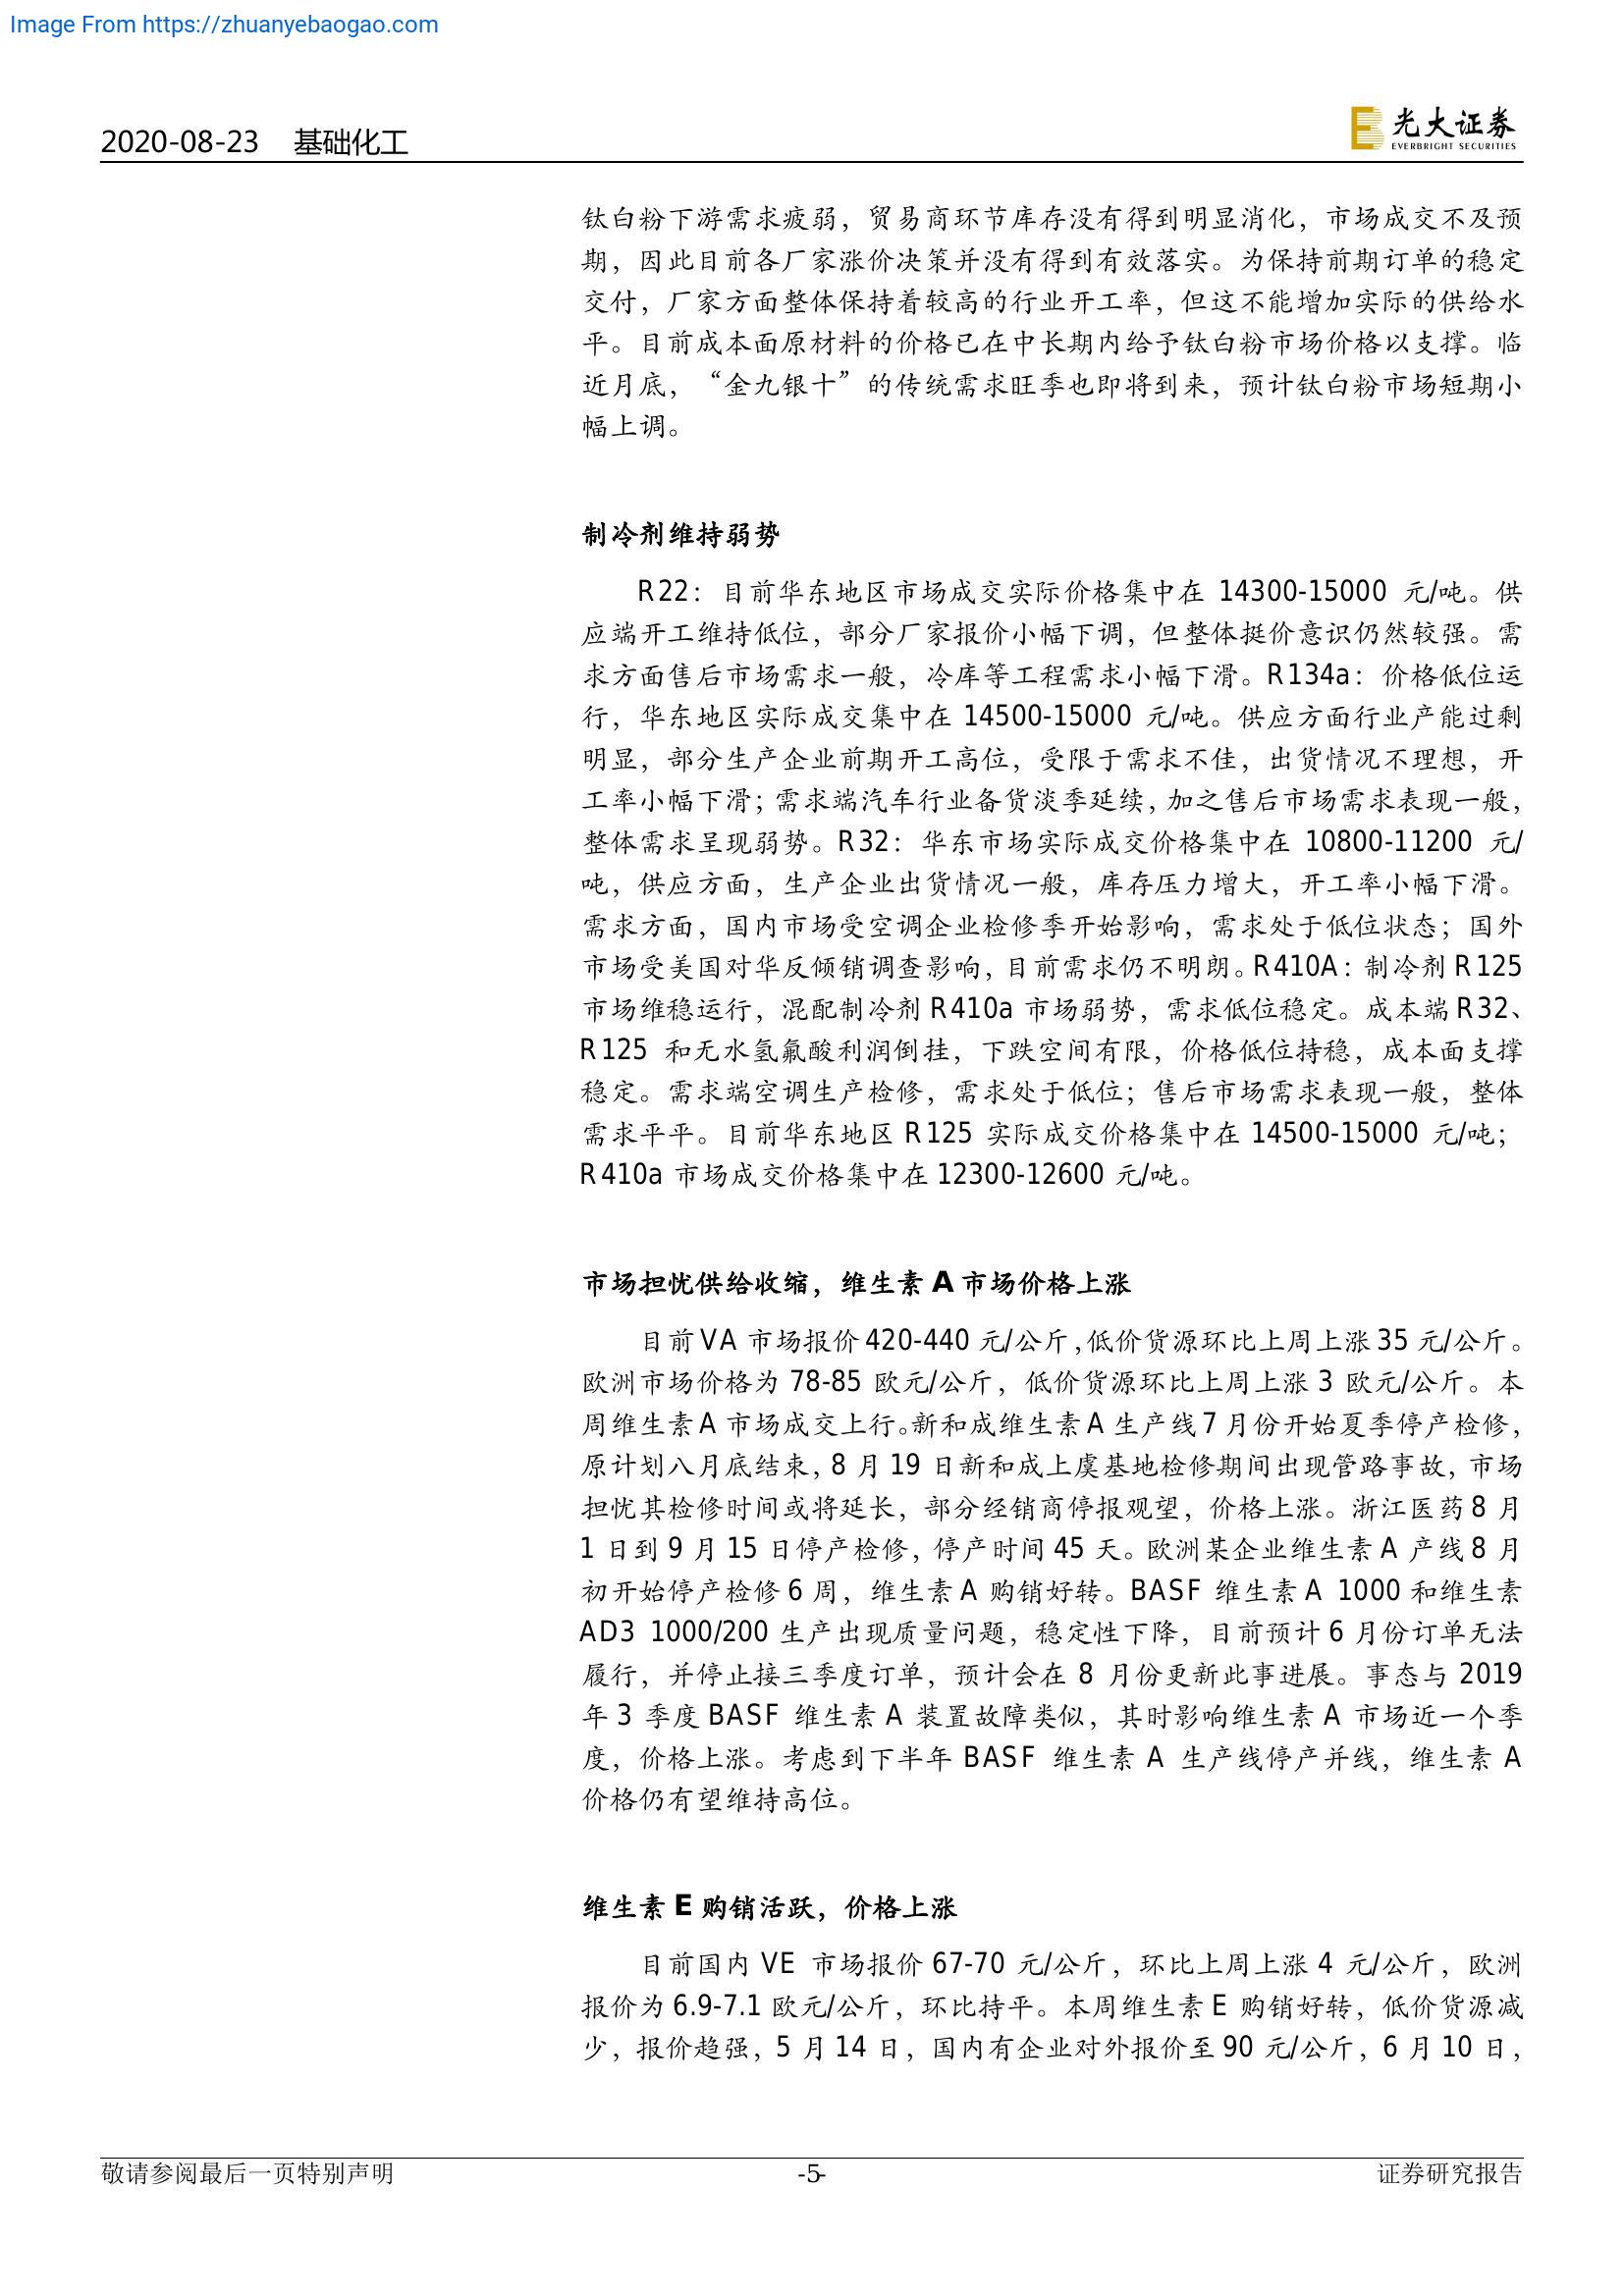 Image From https://zhuanyebaogao.com
2020-08-23 基础化工
光大证券
EVERBRIGHT SECURITIES
钛白粉下游需求疲弱，贸易商环节库存没有得到明显消化，市场成交不及预
期，因此目前各厂家涨价决策并没有得到有效落实。为保持前期订单的稳定
交付，厂家方面整体保持着较高的行业开工率，但这不能增加实际的供给水
平。目前成本面原材料的价格已在中长期内给予钛白粉市场价格以支撑。临
近月底，“金九银十”的传统需求旺季也即将到来，预计钛白粉市场短期小
幅上调。
制冷剂维持弱势
R22：目前华东地区市场成交实际价格集中在 14300-15000 元/吨。供
应端开工维持低位，部分厂家报价小幅下调，但整体挺价意识仍然较强。需
求方面售后市场需求一般，冷库等工程需求小幅下滑。R134a：价格低位运
行，华东地区实际成交集中在 14500-15000 元/吨。供应方面行业产能过剩
明显，部分生产企业前期开工高位，受限于需求不佳，出货情况不理想，开
工率小幅下滑；需求端汽车行业备货淡季延续，加之售后市场需求表现一般，
整体需求呈现弱势。R32：华东市场实际成交价格集中在 10800-11200 元/
吨，供应方面，生产企业出货情况一般，库存压力增大，开工率小幅下滑。
需求方面，国内市场受空调企业检修季开始影响，需求处于低位状态；国外
市场受美国对华反倾销调查影响，目前需求仍不明朗。R410A：制冷剂 R125
市场维稳运行，混配制冷剂 R410a 市场弱势，需求低位稳定。成本端 R32、
R125 和无水氢氟酸利润倒挂，下跌空间有限，价格低位持稳，成本面支撑
稳定。需求端空调生产检修，需求处于低位；售后市场需求表现一般，整体
需求平平。目前华东地区 R125 实际成交价格集中在 14500-15000 元/吨；
R410a 市场成交价格集中在 12300-12600 元/吨。
市场担忧供给收缩，维生素 A 市场价格上涨
目前 VA 市场报价 420-440 元/公斤，低价货源环比上周上涨 35 元/公斤。
欧洲市场价格为 78-85 欧元/公斤，低价货源环比上周上涨 3 欧元/公斤。本
周维生素 A 市场成交上行。新和成维生素 A 生产线 7 月份开始夏季停产检修，
原计划八月底结束，8 月 19 日新和成上虞基地检修期间出现管路事故，市场
担忧其检修时间或将延长，部分经销商停报观望，价格上涨。浙江医药 8 月
1 日到 9 月 15 日停产检修，停产时间 45 天。欧洲某企业维生素 A 产线 8 月
初开始停产检修 6 周，维生素 A 购销好转。BASF 维生素 A 1000 和维生素
AD3 1000/200 生产出现质量问题，稳定性下降，目前预计 6 月份订单无法
履行，并停止接三季度订单，预计会在 8 月份更新此事进展。事态与 2019
年 3 季度 BASF 维生素 A 装置故障类似，其时影响维生素 A 市场近一个季
度，价格上涨。考虑到下半年 BASF 维生素 A 生产线停产并线，维生素 A
价格仍有望维持高位。
维生素 E 购销活跃，价格上涨
目前国内 VE 市场报价 67-70 元/公斤，环比上周上涨 4 元/公斤，欧洲
报价为 6.9-7.1 欧元/公斤，环比持平。本周维生素 E 购销好转，低价货源减
少，报价趋强，5 月 14 日，国内有企业对外报价至 90 元/公斤，6 月 10 日，
敬请参阅最后一页特别声明
-5-
证券研究报告